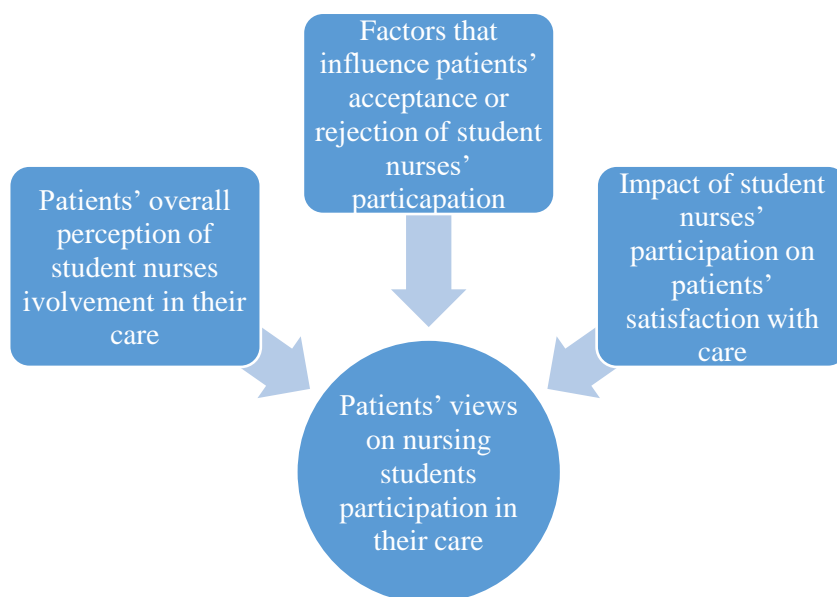 Factors that
influence patients’
acceptance or
rejection of student
nurses’
particapation
Patients’ overall
perception of
student nurses
ivolvement in their
care
Impact of student
nurses’
participation on
patients’
satisfaction with
care
Patients’ views
on nursing
students
participation in
their care